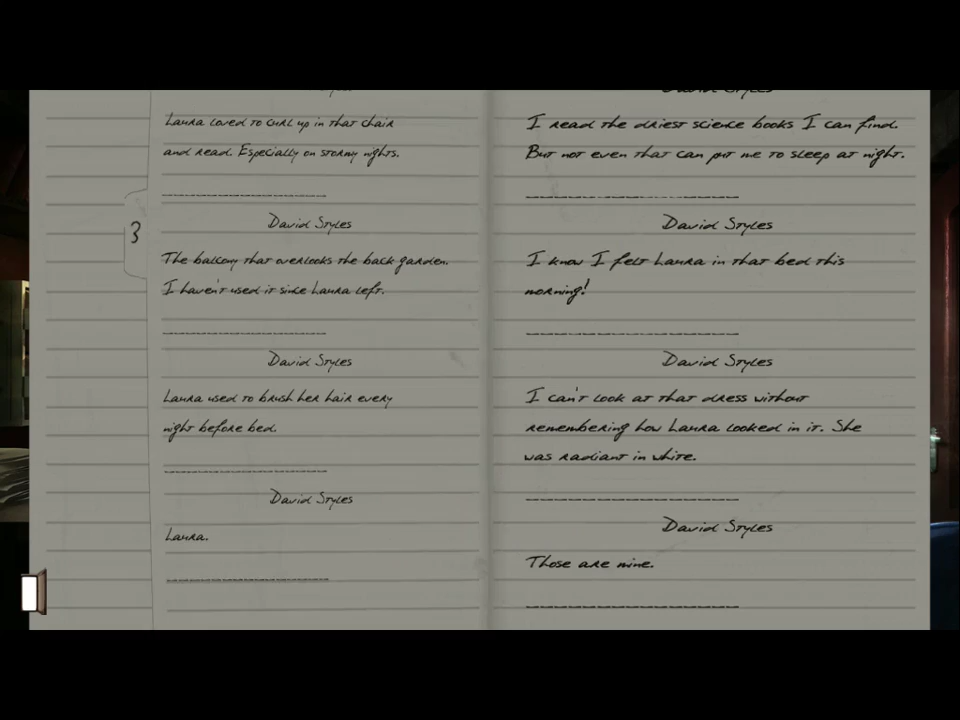 Laura loved to curl up in that chair
and read. Especially on stormy nights.
David Styles
3
The balcony that overlooks the back garden.
I haven't used it since Laura left.
David Styles
Laura used to brush her hair every
night before bed.
David Styles
Laura.
David Styles
I read the driest science books I can find.
But not even that can put me to sleep at night.
David Styles
I know I felt Laura in that bed this
morning!
David Styles
I can't look at that dress without
remembering how Laura looked in it. She
was radiant in white.
David Styles
Those are mine.